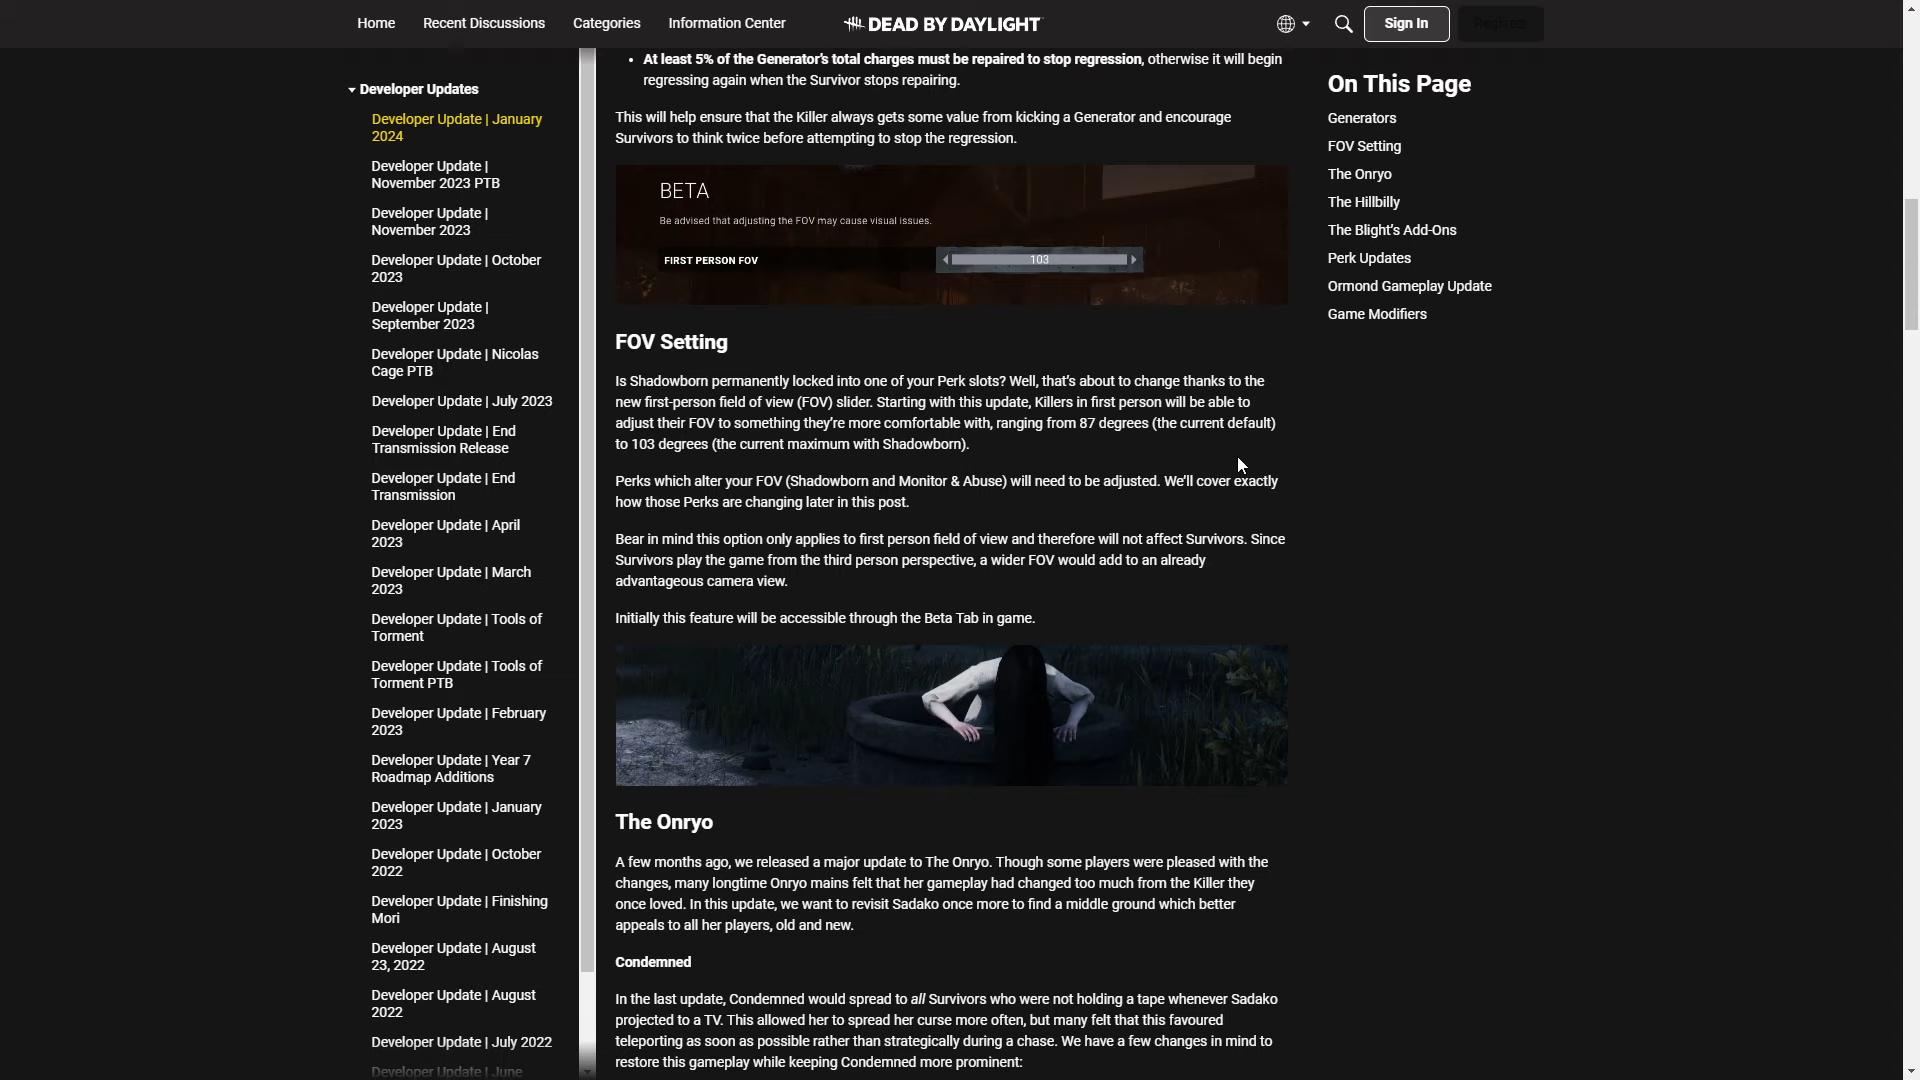 Home
Recent Discussions
Categories
Information Center
DEAD BY DAYLIGHT
Sign In
Register
Developer Updates
Developer Update | January
2024
Developer Update |
November 2023 PTB
Developer Update |
November 2023
Developer Update | October
2023
Developer Update |
September 2023
Developer Update | Nicolas
Cage PTB
Developer Update | July 2023
Developer Update | End
Transmission Release
Developer Update | End
Transmission
Developer Update | April
2023
Developer Update | March
2023
Developer Update | Tools of
Torment
Developer Update | Tools of
Torment PTB
Developer Update | February
2023
Developer Update | Year 7
Roadmap Additions
Developer Update | January
2023
Developer Update | October
2022
Developer Update | Finishing
Mori
Developer Update | August
23, 2022
Developer Update | August
2022
Developer Update | July 2022
Developer Update | June
• At least 5% of the Generator’s total charges must be repaired to stop regression, otherwise it will begin
regressing again when the Survivor stops repairing.
This will help ensure that the Killer always gets some value from kicking a Generator and encourage
Survivors to think twice before attempting to stop the regression.
BETA
Be advised that adjusting the FOV may cause visual issues.
FIRST PERSON FOV
103
FOV Setting
Is Shadowborn permanently locked into one of your Perk slots? Well, that’s about to change thanks to the
new first-person field of view (FOV) slider. Starting with this update, Killers in first person will be able to
adjust their FOV to something they’re more comfortable with, ranging from 87 degrees (the current default)
to 103 degrees (the current maximum with Shadowborn).
Perks which alter your FOV (Shadowborn and Monitor & Abuse) will need to be adjusted. We’ll cover exactly
how those Perks are changing later in this post.
Bear in mind this option only applies to first person field of view and therefore will not affect Survivors. Since
Survivors play the game from the third person perspective, a wider FOV would add to an already
advantageous camera view.
Initially this feature will be accessible through the Beta Tab in game.
The Onryo
A few months ago, we released a major update to The Onryo. Though some players were pleased with the
changes, many longtime Onryo mains felt that her gameplay had changed too much from the Killer they
once loved. In this update, we want to revisit Sadako once more to find a middle ground which better
appeals to all her players, old and new.
Condemned
In the last update, Condemned would spread to all Survivors who were not holding a tape whenever Sadako
projected to a TV. This allowed her to spread her curse more often, but many felt that this favoured
teleporting as soon as possible rather than strategically during a chase. We have a few changes in mind to
restore this gameplay while keeping Condemned more prominent:
On This Page
Generators
FOV Setting
The Onryo
The Hillbilly
The Blight’s Add-Ons
Perk Updates
Ormond Gameplay Update
Game Modifiers